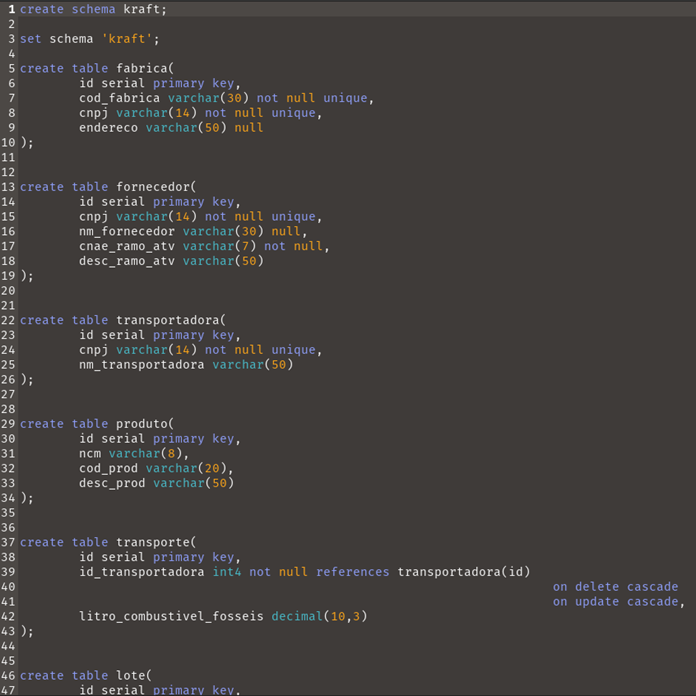 1 create schema kraft;
2
3 set schema 'kraft';
4
5 create table fabrica(
6 id serial primary key,
7 cod_fabrica varchar(30) not null unique,
8 cnpj varchar(14) not null unique,
9 endereco varchar(50) null
10 );
11
12
13 create table fornecedor(
14 id serial primary key,
15 cnpj varchar(14) not null unique,
16 nm_fornecedor varchar(30) null,
17 cnae_ramo_atv varchar(7) not null,
18 desc_ramo_atv varchar(50)
19 );
20
21
22 create table transportadora(
23 id serial primary key,
24 cnpj varchar(14) not null unique,
25 nm_transportadora varchar(50)
26 );
27
28
29 create table produto(
30 id serial primary key,
31 ncm varchar(8),
32 cod_prod varchar(20),
33 desc_prod varchar(50)
34 );
35
36
37 create table transporte(
38 id serial primary key,
39 id_transportadora int4 not null references transportadora(id)
40 on delete cascade
41 on update cascade,
42 litro_combustivel_fosseis decimal(10,3)
43 );
44
45
46 create table lote(
47 id serial primary key,